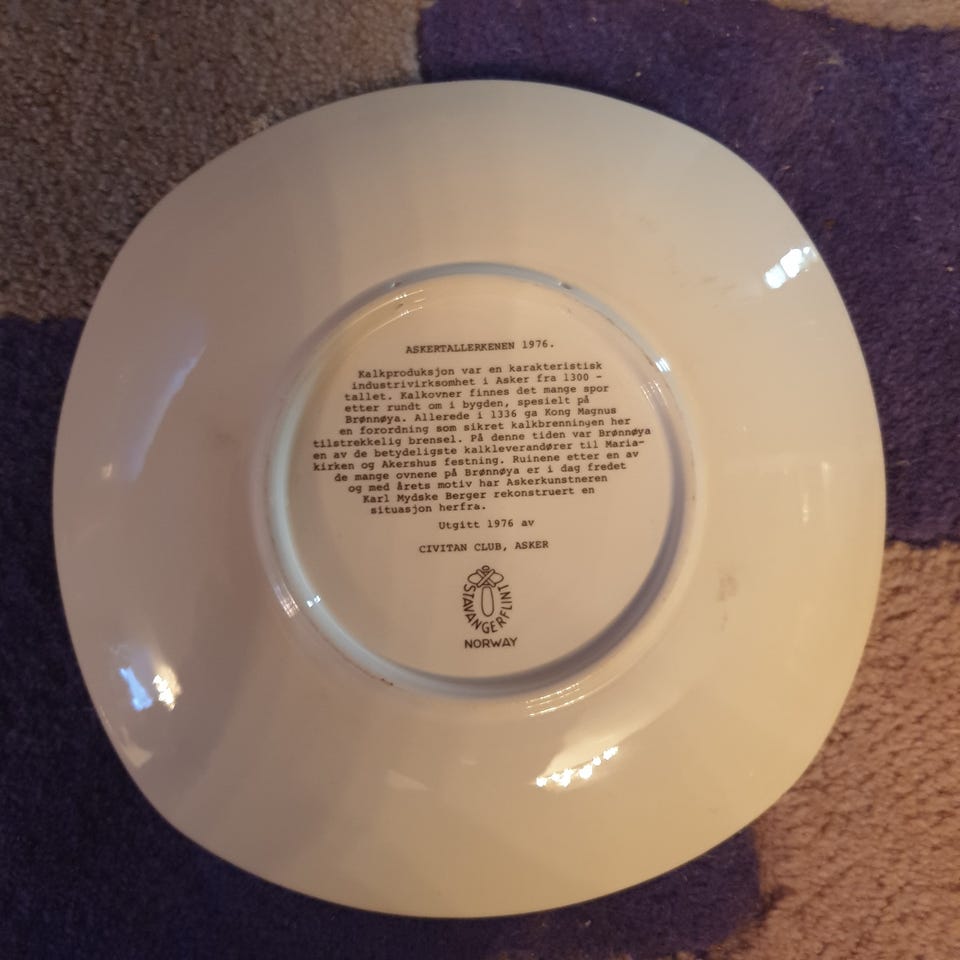 ASKERTALLERKENEN 1976.
Kalkproduksjon var en karakteristisk
industrivirksomhet i Asker fra 1300 -
tallet. Kalkovner finnes det mange spor
etter rundt om i bygden, spesielt på
Brønnøya. Allerede i 1336 ga Kong Magnus
en forordning som sikret kalkbrenningen her
tilstrekkelig brensel. På denne tiden var Brønnøya
en av de betydeligste kalkleverandører til Maria-
kirken og Akershus festning. Ruinene etter en av
de mange ovnene på Brønnøya er i dag fredet
og med årets motiv har Askerkunstneren
Karl Mydske Berger rekonstruert en
situasjon herfra.
Utgitt 1976 av
CIVITAN CLUB, ASKER
STAVANGERFLINT
NORWAY